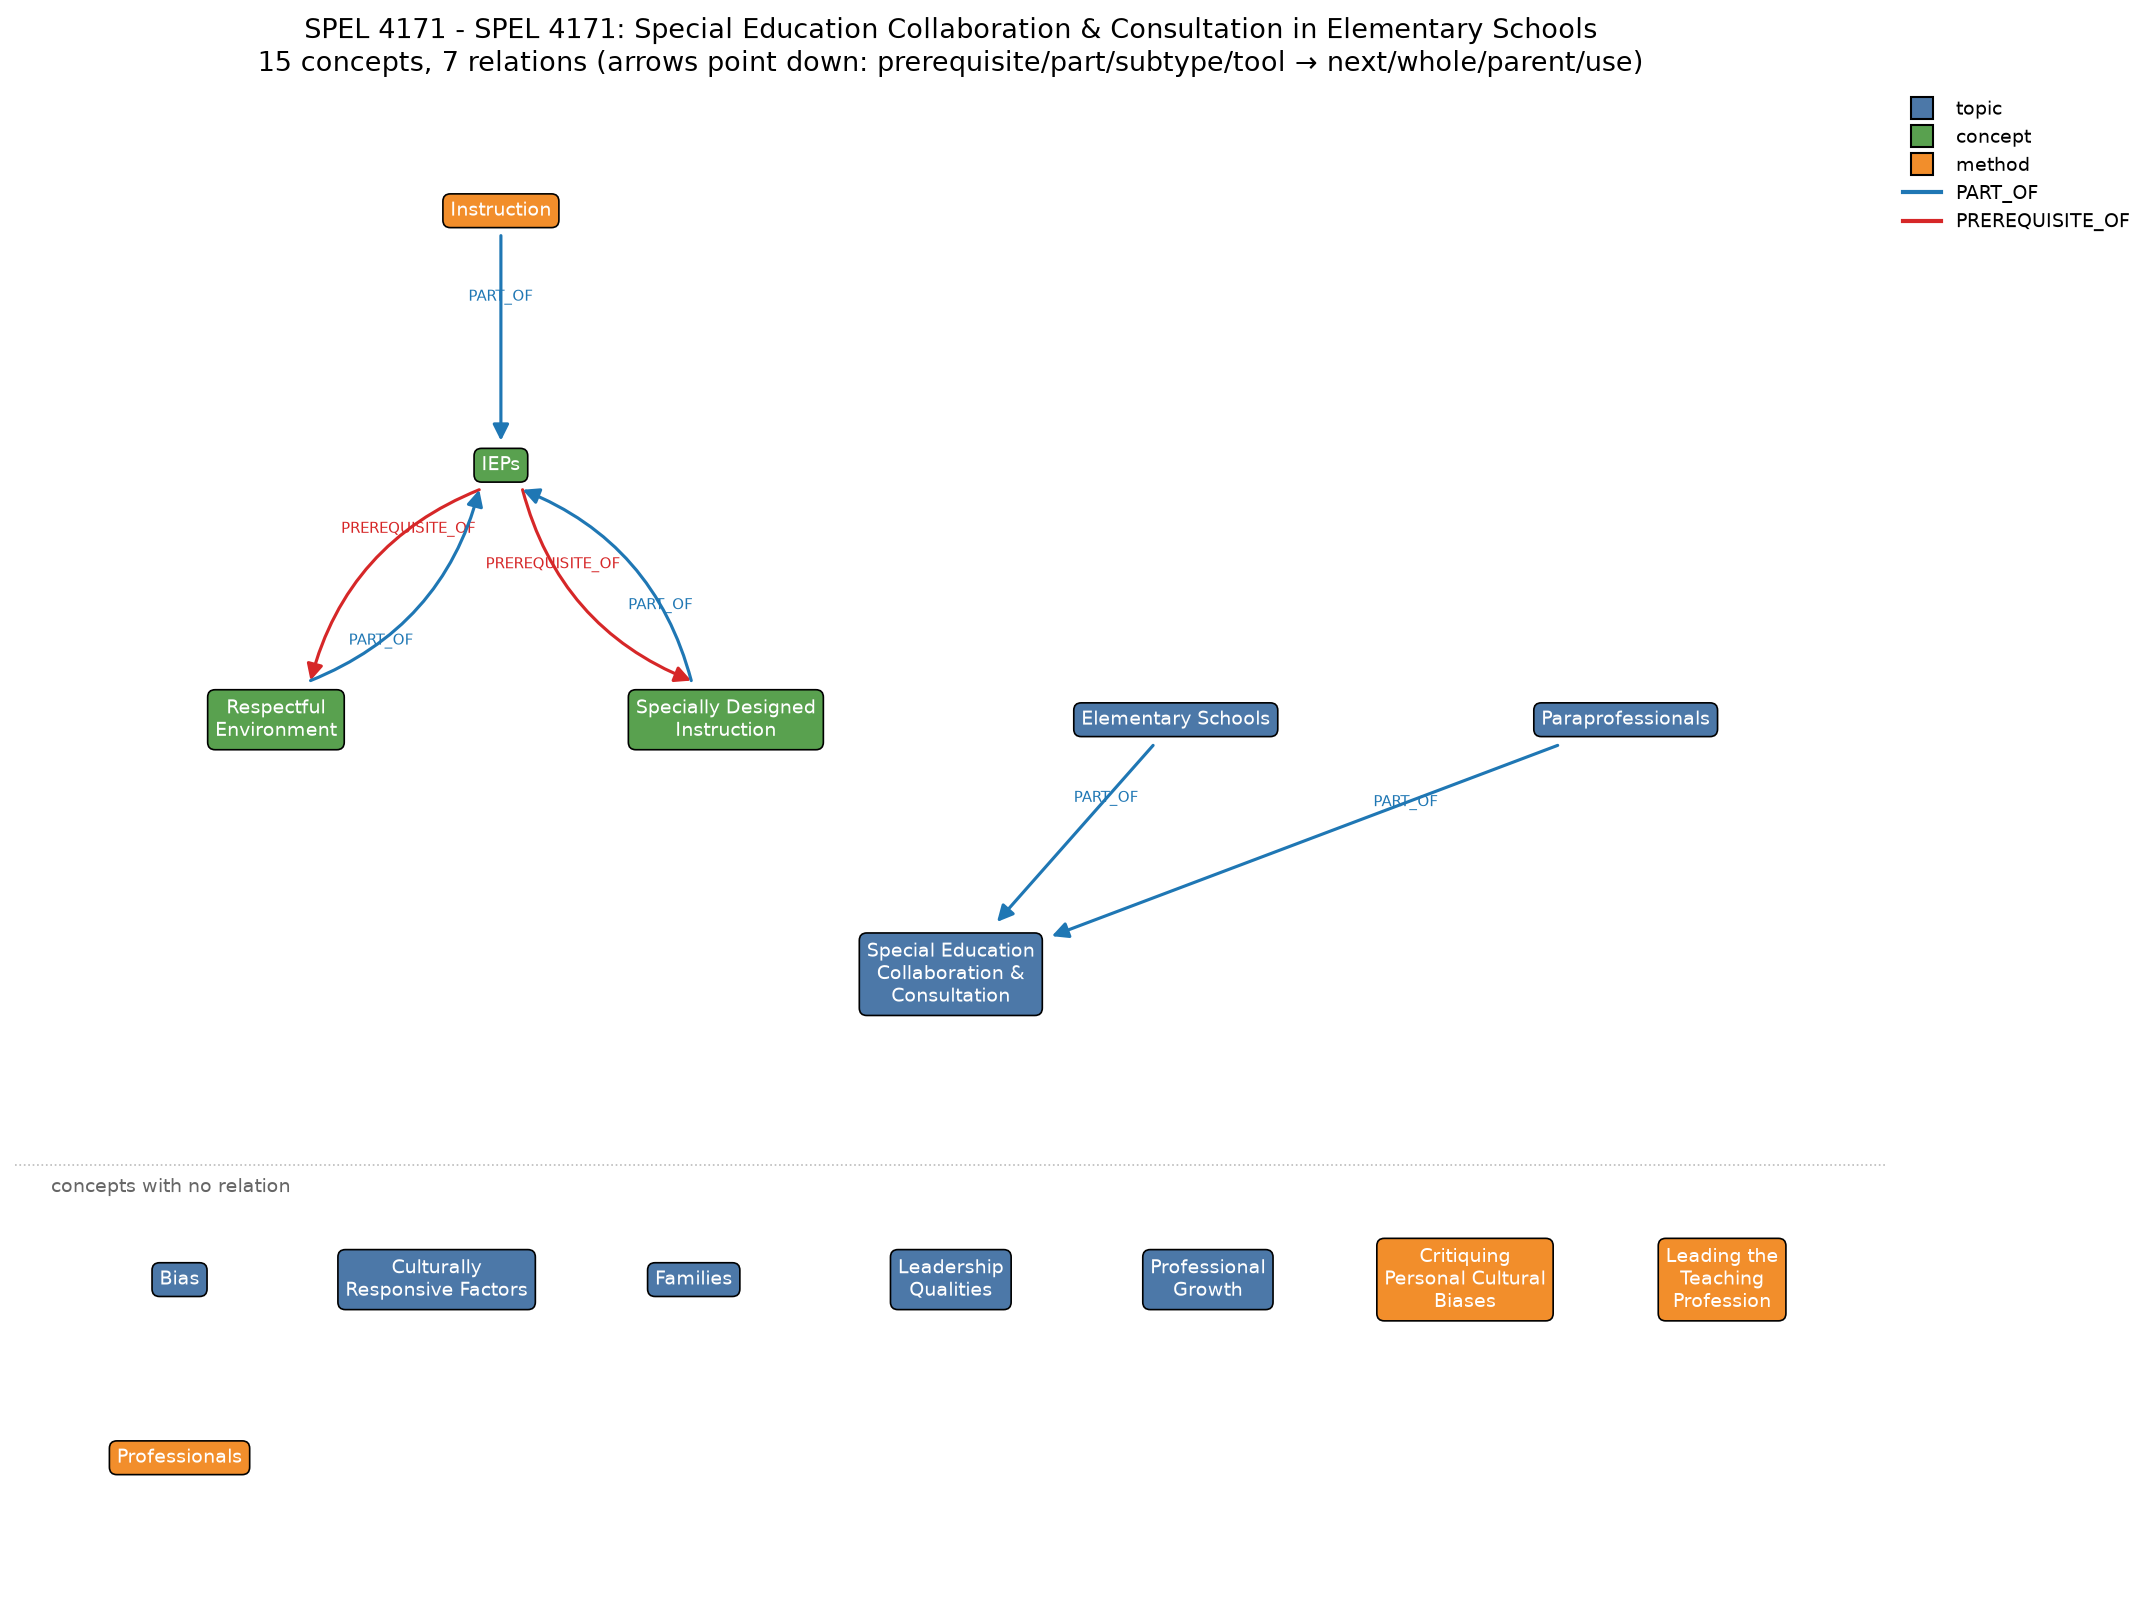 SPEL 4171 - SPEL 4171: Special Education Collaboration & Consultation in Elementary Schools
15 concepts, 7 relations (arrows point down: prerequisite/part/subtype/tool → next/whole/parent/use)
topic
concept
method
PART_OF
PREREQUISITE_OF
Instruction
PART_OF
IEPs
PREREQUISITE_OF
PREREQUISITE_OF
PART_OF
PART_OF
Respectful
Environment
Specially Designed
Instruction
Elementary Schools
Paraprofessionals
PART_OF
PART_OF
Special Education
Collaboration &
Consultation
concepts with no relation
Bias
Culturally
Responsive Factors
Families
Leadership
Qualities
Professional
Growth
Critiquing
Personal Cultural
Biases
Leading the
Teaching
Profession
Professionals